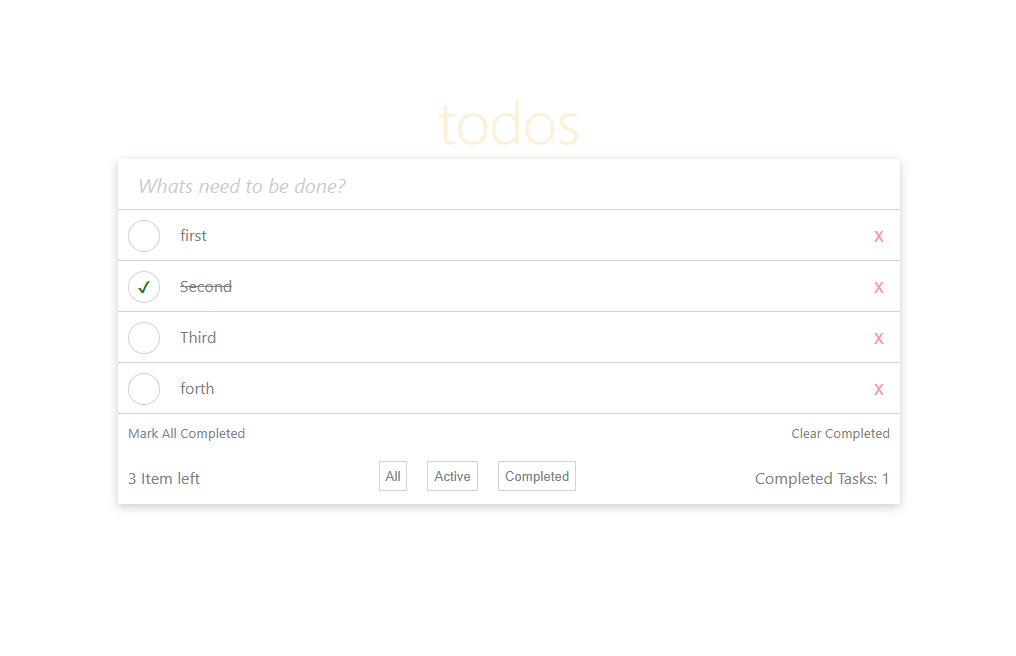 todos
Whats need to be done?
first x
✓ Second x
Third x
forth x
Mark All Completed Clear Completed
3 Item left All Active Completed Completed Tasks: 1